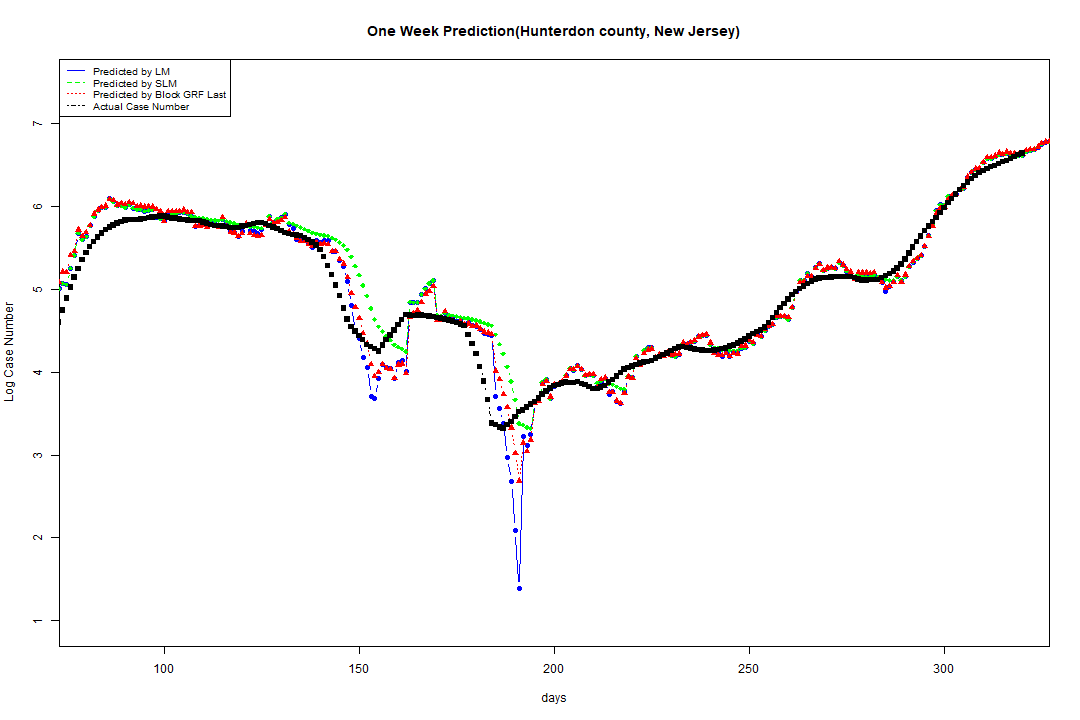 One Week Prediction(Hunterdon county, New Jersey)
Predicted by LM
Predicted by SLM
Predicted by Block GRF Last
Actual Case Number
7
6
5
4
3
2
1
Log Case Number
100 150 200 250 300
days